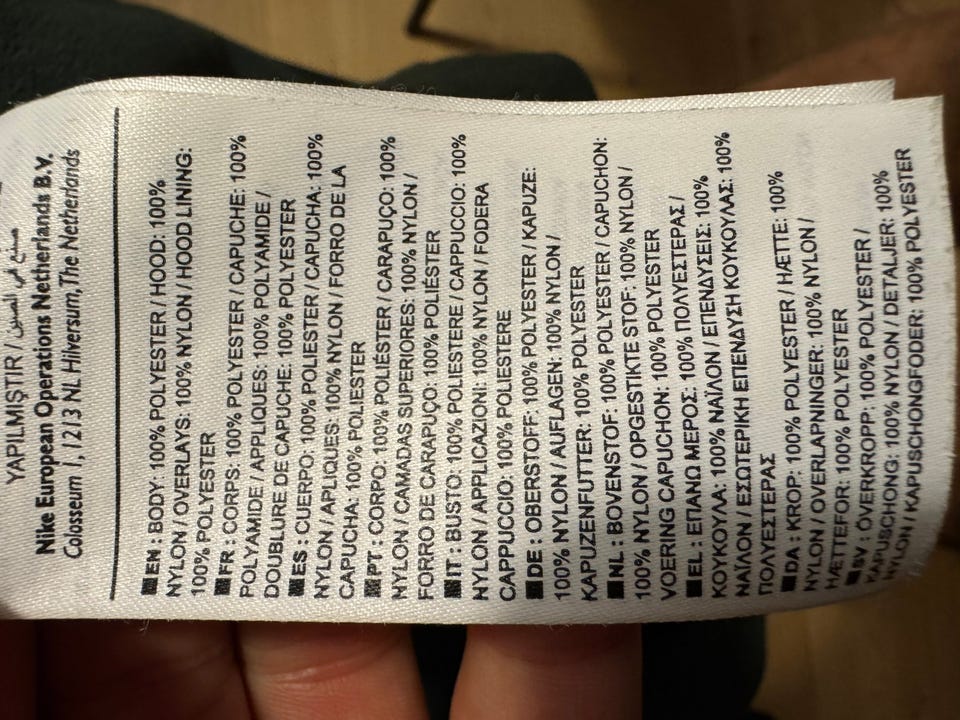 YAPILMIŞTIR / صنع في الصين /
Nike European Operations Netherlands B.V.
Colosseum 1, 1213 NL Hilversum, The Netherlands
EN : BODY: 100% POLYESTER / HOOD: 100%
NYLON / OVERLAYS: 100% NYLON / HOOD LINING:
100% POLYESTER
FR : CORPS: 100% POLYESTER / CAPUCHE: 100%
POLYAMIDE / APPLIQUES: 100% POLYAMIDE /
DOUBLURE DE CAPUCHE: 100% POLYESTER
ES : CUERPO: 100% POLIESTER / CAPUCHA: 100%
NYLON / APLIQUES: 100% NYLON / FORRO DE LA
CAPUCHA: 100% POLIESTER
PT : CORPO: 100% POLIÉSTER / CARAPUÇO: 100%
NYLON / CAMADAS SUPERIORES: 100% NYLON /
FORRO DE CARAPUÇO: 100% POLIÉSTER
IT : BUSTO: 100% POLIESTERE / CAPPUCCIO: 100%
NYLON / APPLICAZIONI: 100% NYLON / FODERA
CAPPUCCIO: 100% POLIESTERE
DE : OBERSTOFF: 100% POLYESTER / KAPUZE:
100% NYLON / AUFLAGEN: 100% NYLON /
KAPUZENFUTTER: 100% POLYESTER
NL : BOVENSTOF: 100% POLYESTER / CAPUCHON:
100% NYLON / OPGESTIKTE STOF: 100% NYLON /
VOERING CAPUCHON: 100% POLYESTER
EL : ΕΠΑΝΩ ΜΕΡΟΣ: 100% ΠΟΛΥΕΣΤΕΡΑΣ /
ΚΟΥΚΟΥΛΑ: 100% ΝΑΪΛΟΝ / ΕΠΕΝΔΥΣΕΙΣ: 100%
ΝΑΪΛΟΝ / ΕΣΩΤΕΡΙΚΗ ΕΠΕΝΔΥΣΗ ΚΟΥΚΟΥΛΑΣ: 100%
ΠΟΛΥΕΣΤΕΡΑΣ
DA : KROP: 100% POLYESTER / HÆTTE: 100%
NYLON / OVERLAPNINGER: 100% NYLON /
HÆTTEFOR: 100% POLYESTER
SV : ÖVERKROPP: 100% POLYESTER /
KAPUSCHONG: 100% NYLON / DETALJER: 100%
NYLON / KAPUSCHONGFODER: 100% POLYESTER